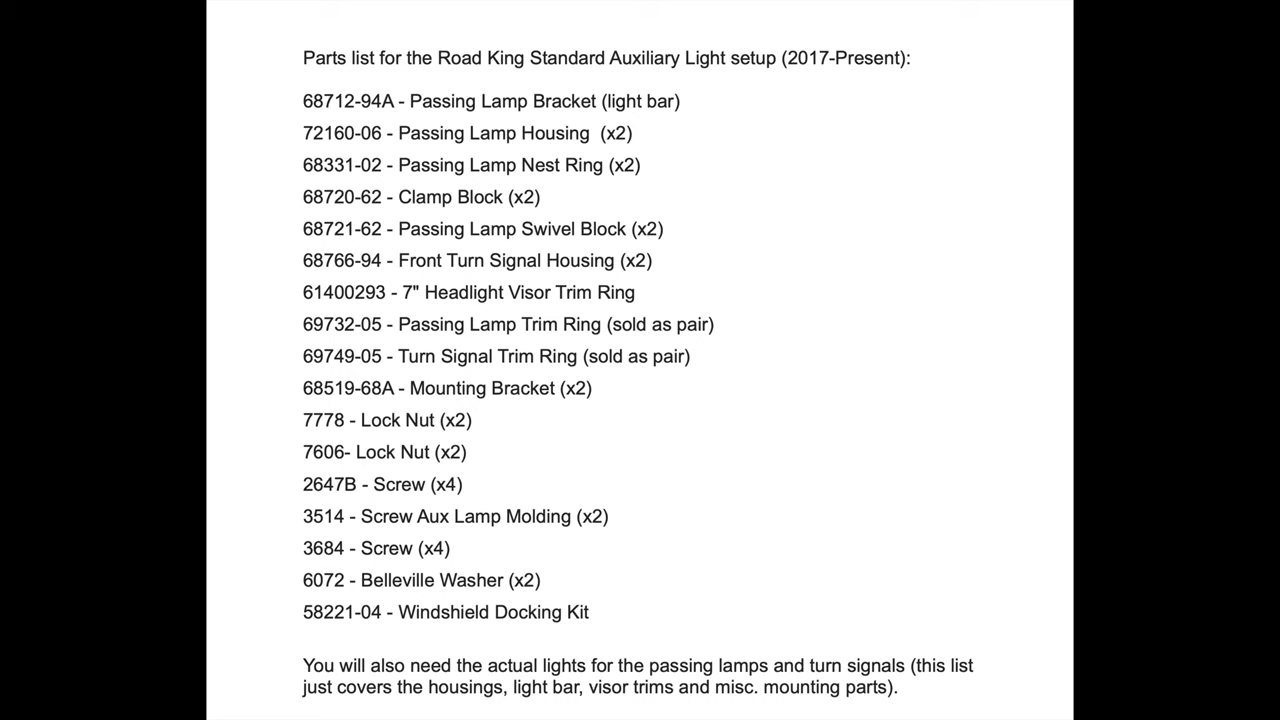 Parts list for the Road King Standard Auxiliary Light setup (2017-Present):
68712-94A - Passing Lamp Bracket (light bar)
72160-06 - Passing Lamp Housing  (x2)
68331-02 - Passing Lamp Nest Ring (x2)
68720-62 - Clamp Block (x2)
68721-62 - Passing Lamp Swivel Block (x2)
68766-94 - Front Turn Signal Housing (x2)
61400293 - 7" Headlight Visor Trim Ring
69732-05 - Passing Lamp Trim Ring (sold as pair)
69749-05 - Turn Signal Trim Ring (sold as pair)
68519-68A - Mounting Bracket (x2)
7778 - Lock Nut (x2)
7606- Lock Nut (x2)
2647B - Screw (x4)
3514 - Screw Aux Lamp Molding (x2)
3684 - Screw (x4)
6072 - Belleville Washer (x2)
58221-04 - Windshield Docking Kit
You will also need the actual lights for the passing lamps and turn signals (this list
just covers the housings, light bar, visor trims and misc. mounting parts).